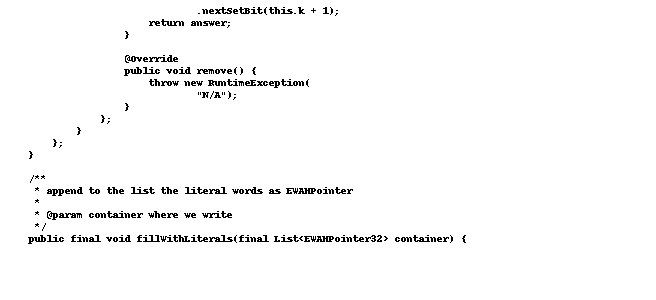 .nextSetBit(this.k + 1);
return answer;
}
@Override
public void remove() {
throw new RuntimeException(
"N/A");
}
};
}
};
}
/**
* append to the list the literal words as EWAHPointer
*
* @param container where we write
*/
public final void fillWithLiterals(final List<EWAHPointer32> container) {